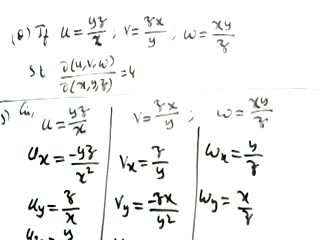 (0) If u = yz/x ; v = zx/y ; w = xy/z
St ∂(u,v,w)/∂(x,y,z) = 4
u = yz/x v = zx/y ; w = xy/z
ux = -yz/x² vx = z/y wx = y/z
uy = z/x vy = -zx/y² wy = x/z